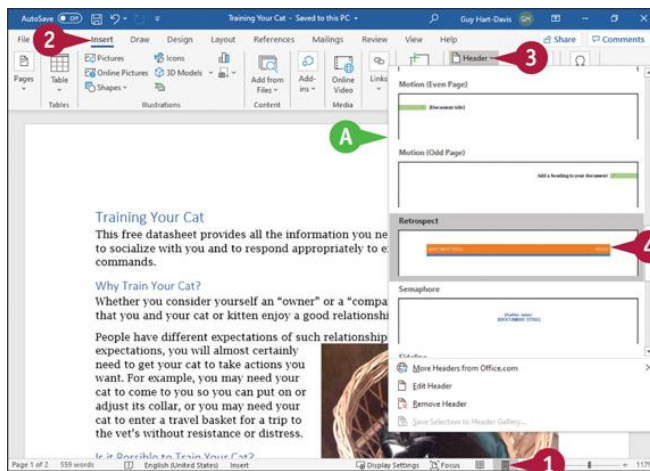 AutoSave Off
Training Your Cat - Saved to this PC
Guy Hart-Davis GH
File 2 Insert Draw Design Layout References Mailings Review View Help Share Comments
Pages
Table
Tables
Pictures
Online Pictures
Shapes
Icons
3D Models
Illustrations
Add from
Files
Content
Add-
ins
Online
Video
Media
Links
Header 3
Motion (Even Page)
[Document title]
A
Motion (Odd Page)
Add a heading to your document
Retrospect
4
Semaphore
[Author name]
[DOCUMENT TITLE]
More Headers from Office.com
Edit Header
Remove Header
Save Selection to Header Gallery...
Training Your Cat
This free datasheet provides all the information you ne
to socialize with you and to respond appropriately to e
commands.
Why Train Your Cat?
Whether you consider yourself an “owner” or a “compa
that you and your cat or kitten enjoy a good relationshi
People have different expectations of such relationship
expectations, you will almost certainly
need to get your cat to take actions you
want. For example, you may need your
cat to come to you so you can put on or
adjust its collar, or you may need your
cat to enter a travel basket for a trip to
the vet’s without resistance or distress.
Is it Possible to Train Your Cat?
Page 1 of 2 559 words English (United States) Insert Display Settings Focus 1 117%